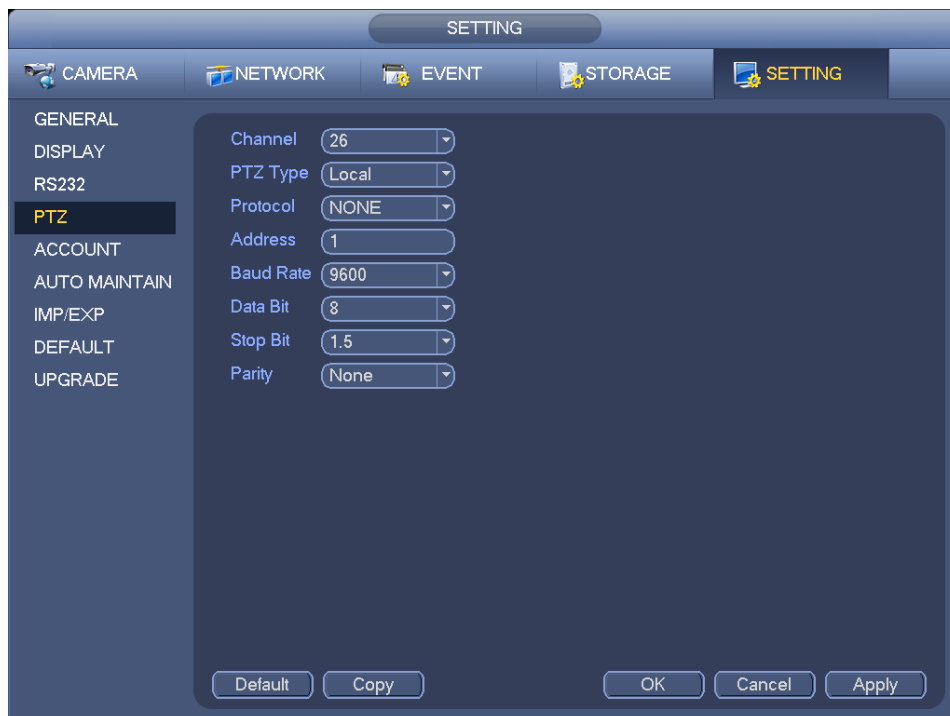 SETTING
CAMERA NETWORK EVENT STORAGE SETTING
GENERAL
DISPLAY
RS232
PTZ
ACCOUNT
AUTO MAINTAIN
IMP/EXP
DEFAULT
UPGRADE
Channel 26
PTZ Type Local
Protocol NONE
Address 1
Baud Rate 9600
Data Bit 8
Stop Bit 1.5
Parity None
Default Copy OK Cancel Apply